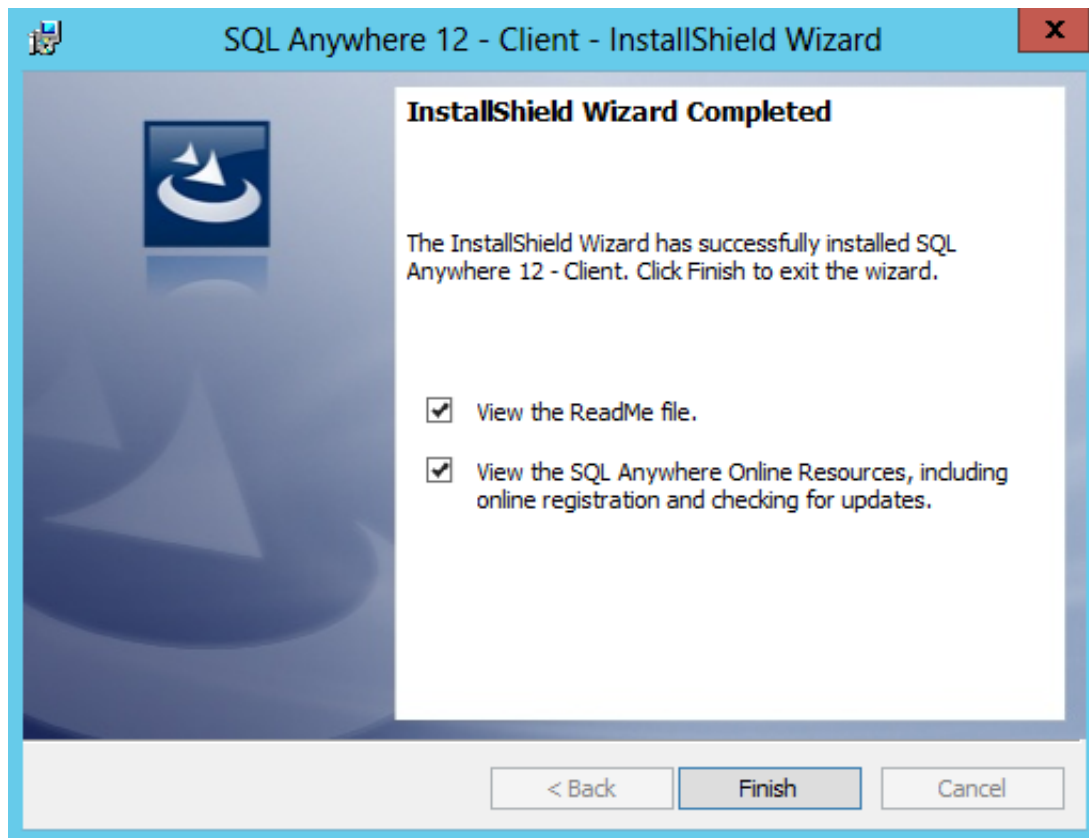 SQL Anywhere 12 - Client - InstallShield Wizard
x
InstallShield Wizard Completed
The InstallShield Wizard has successfully installed SQL
Anywhere 12 - Client. Click Finish to exit the wizard.
View the ReadMe file.
View the SQL Anywhere Online Resources, including
online registration and checking for updates.
< Back
Finish
Cancel